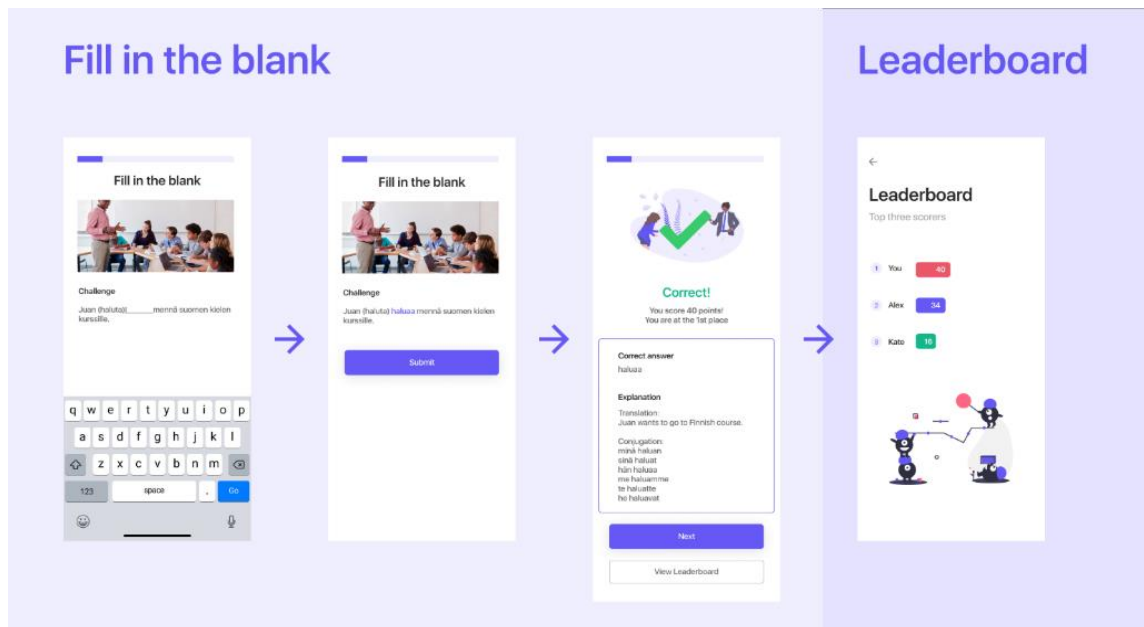 Fill in the blank
Leaderboard
Fill in the blank
Challenge
Juan (haluta)(_____mennä suomen kielen
kurssille.
q w e r t y u i o p
a s d f g h j k l
z x c v b n m
123 space . Go
Fill in the blank
Challenge
Juan (haluta) haluaa mennä suomen kielen
kurssille.
Submit
Correct!
You score 40 points!
You are at the 1st place
Correct answer
haluaa
Explanation
Translation:
Juan wants to go to Finnish course.
Conjugation:
minä haluan
sinä haluat
hän haluaa
me haluamme
te haluatte
he haluavat
Next
View Leaderboard
Leaderboard
Top three scorers
1 You 40
2 Alex 34
3 Kate 16